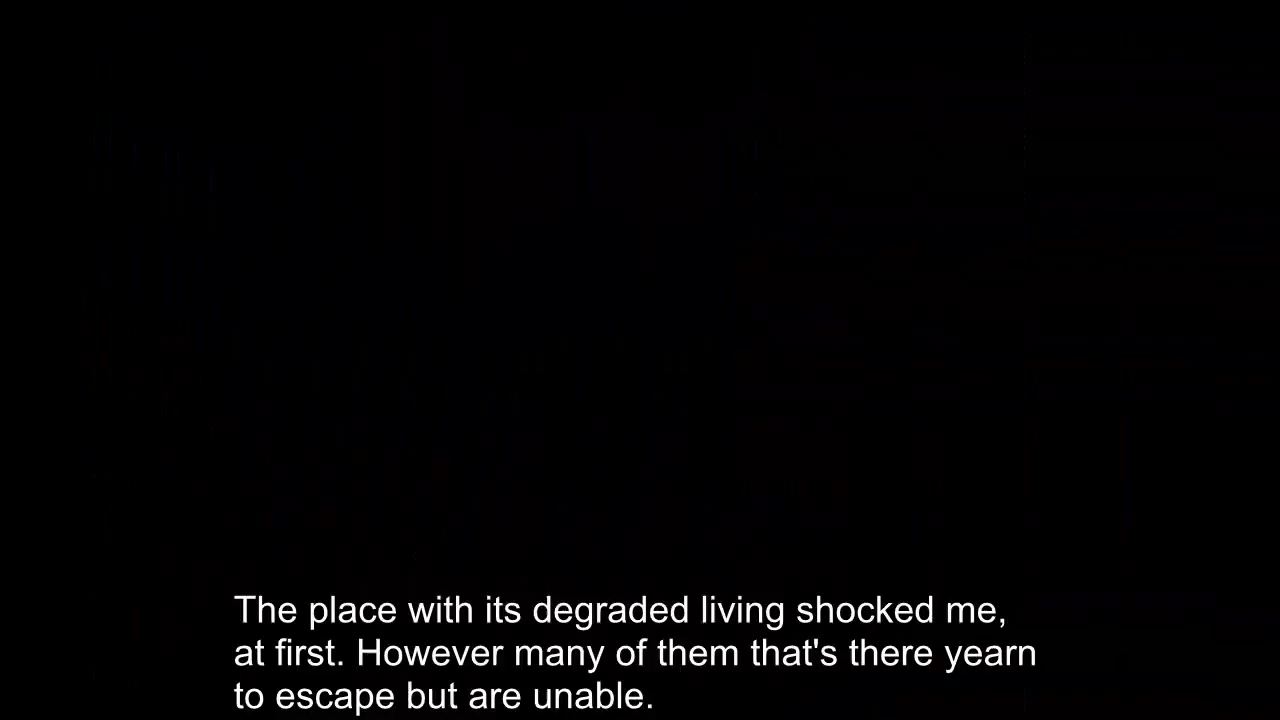 The place with its degraded living shocked me,
at first. However many of them that's there yearn
to escape but are unable.